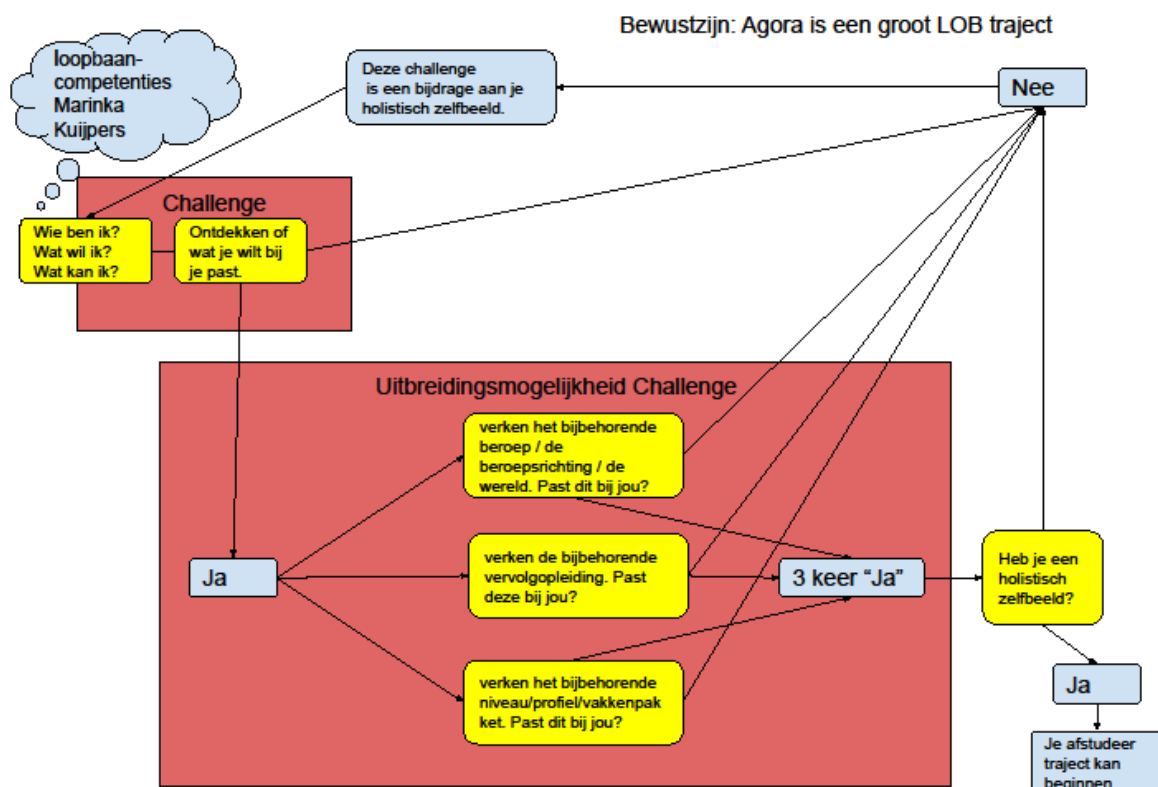 Bewustzijn: Agora is een groot LOB traject
loopbaan-
competenties
Marinka
Kuijpers
Deze challenge
is een bijdrage aan je
holistisch zelfbeeld.
Nee
Challenge
Wie ben ik?
Wat wil ik?
Wat kan ik?
Ontdekken of
wat je wilt bij
je past.
Uitbreidingsmogelijkheid Challenge
verken het bijbehorende
beroep / de
beroepsrichting / de
wereld. Past dit bij jou?
Ja
verken de bijbehorende
vervolgopleiding. Past
deze bij jou?
3 keer “Ja”
Heb je een
holistisch
zelfbeeld?
verken het bijbehorende
niveau/profiel/vakkenpak
ket. Past dit bij jou?
Ja
Je afstudeer
traject kan
beginnen